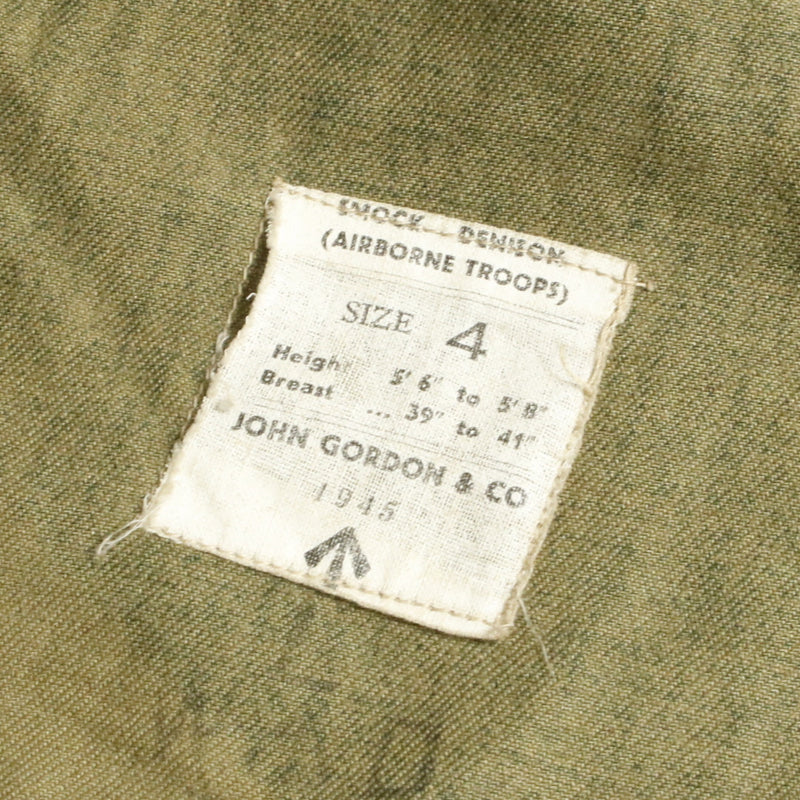 SMOCK DENISON
(AIRBORNE TROOPS)
SIZE 4
Height 5' 6" to 5' 8"
Breast ... 39" to 41"
JOHN GORDON & CO
1945